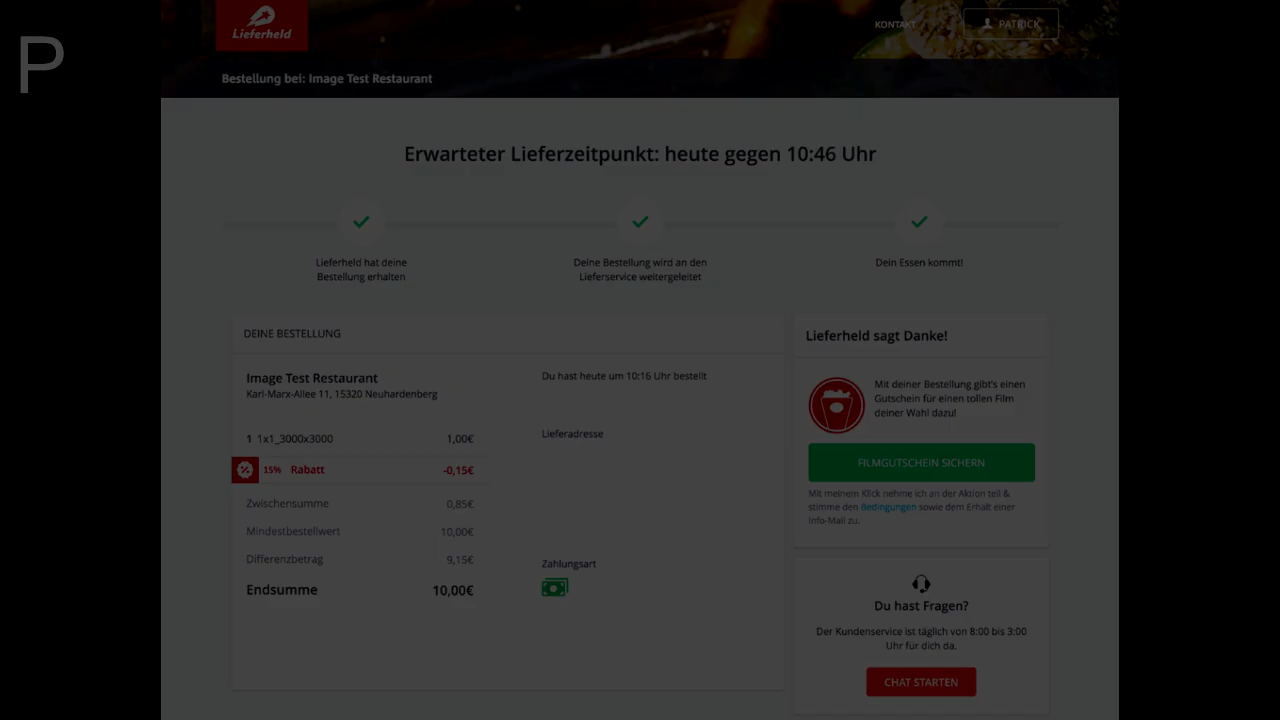 P
Lieferheld
KONTAKT
PATRICK
Bestellung bei: Image Test Restaurant
Erwarteter Lieferzeitpunkt: heute gegen 10:46 Uhr
Lieferheld hat deine
Bestellung erhalten
Deine Bestellung wird an den
Lieferservice weitergeleitet
Dein Essen kommt!
DEINE BESTELLUNG
Image Test Restaurant
Karl-Marx-Allee 11, 15320 Neuhardenberg
1 1x1_3000x3000 1,00€
15% Rabatt -0,15€
Zwischensumme 0,85€
Mindestbestellwert 10,00€
Differenzbetrag 9,15€
Endsumme 10,00€
Du hast heute um 10:16 Uhr bestellt
Lieferadresse
Zahlungsart
Lieferheld sagt Danke!
Mit deiner Bestellung gibt's einen
Gutschein für einen tollen Film
deiner Wahl dazu!
FILMGUTSCHEIN SICHERN
Mit meinem Klick nehme ich an der Aktion teil &
stimme den Bedingungen sowie dem Erhalt einer
Info-Mail zu.
Du hast Fragen?
Der Kundenservice ist täglich von 8:00 bis 3:00
Uhr für dich da.
CHAT STARTEN